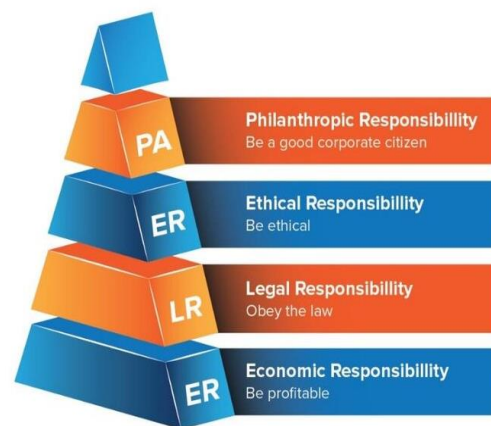 PA
Philanthropic Responsibillity
Be a good corporate citizen
ER
Ethical Responsibillity
Be ethical
LR
Legal Responsibillity
Obey the law
ER
Economic Responsibillity
Be profitable